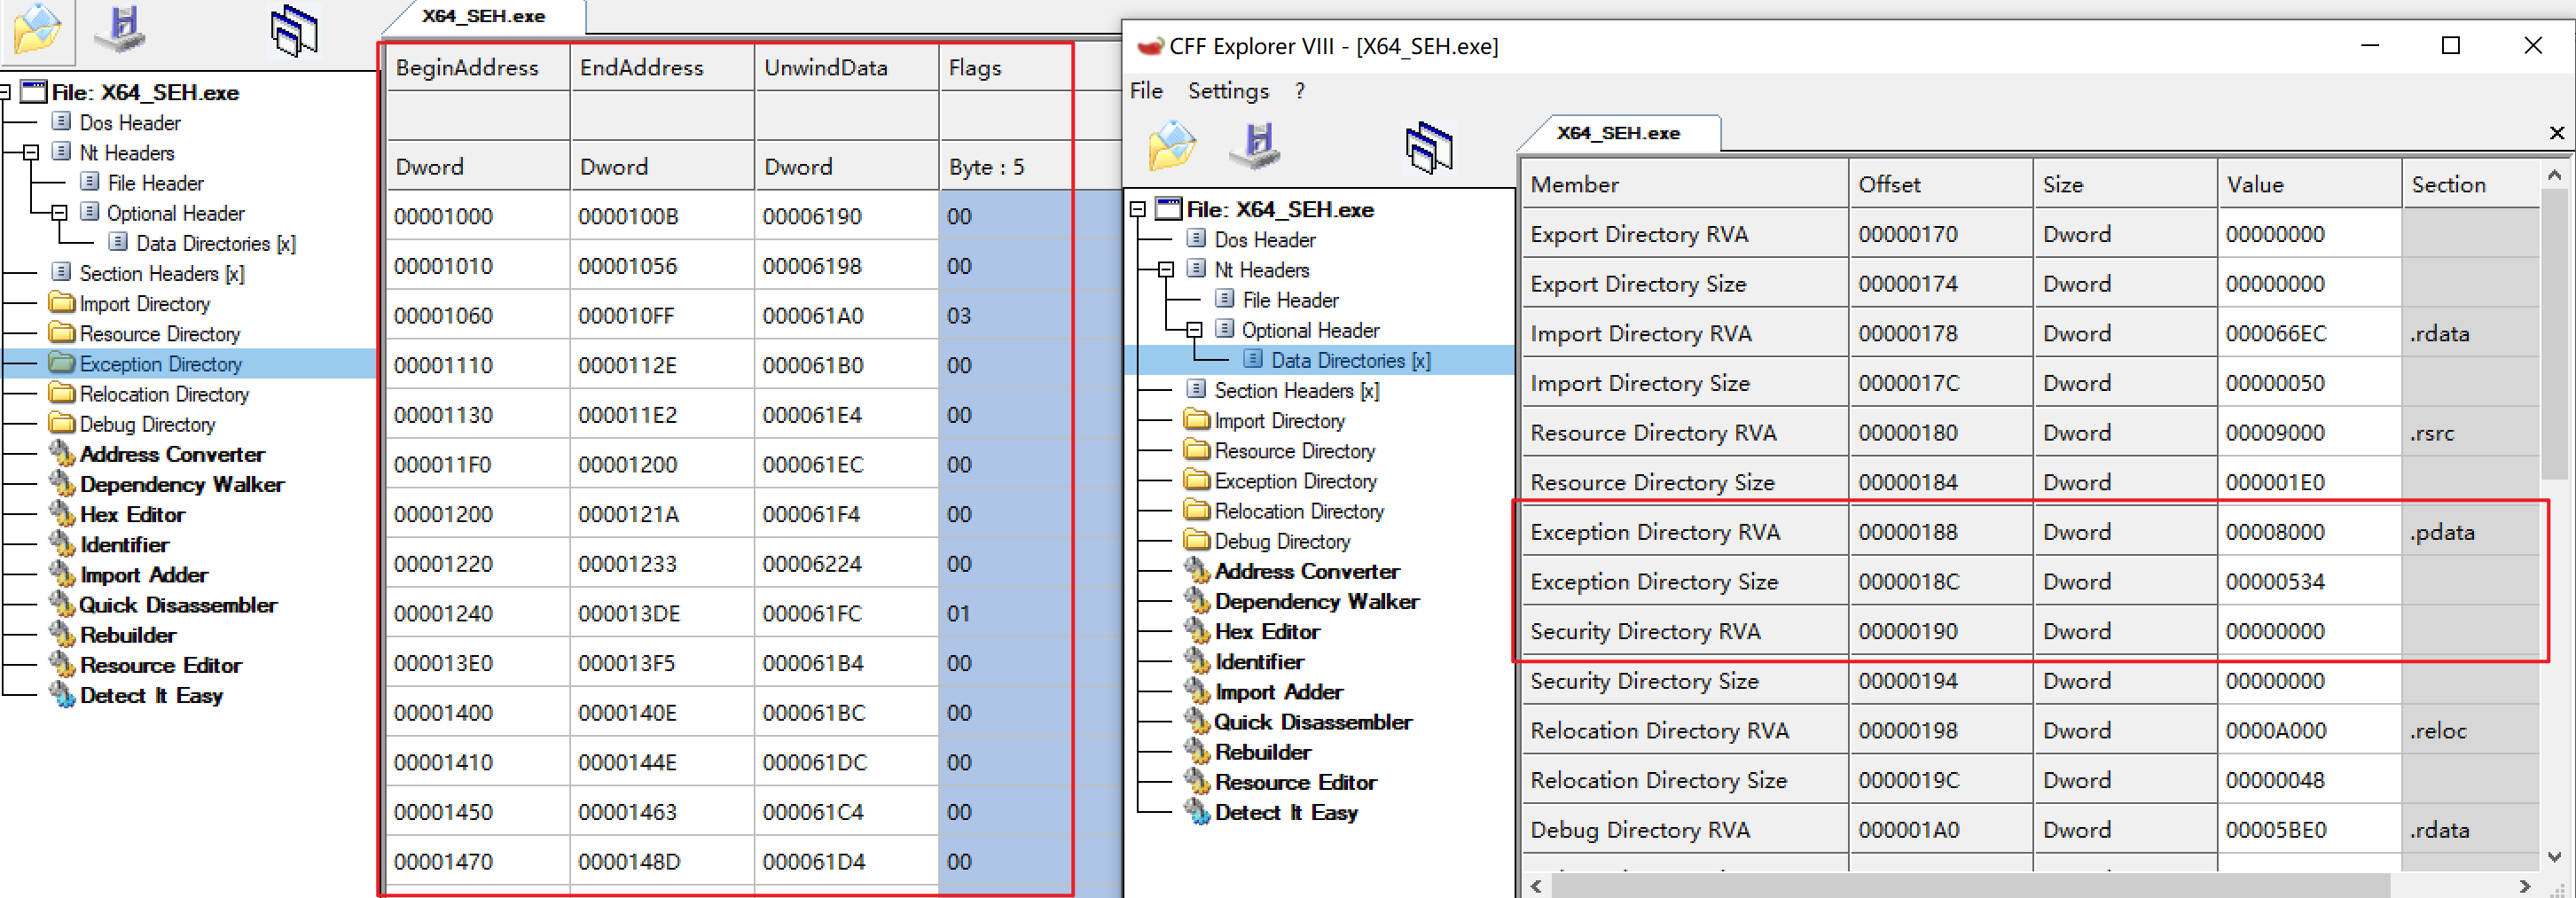 X64_SEH.exe
File: X64_SEH.exe
Dos Header
Nt Headers
File Header
Optional Header
Data Directories [x]
Section Headers [x]
Import Directory
Resource Directory
Exception Directory
Relocation Directory
Debug Directory
Address Converter
Dependency Walker
Hex Editor
Identifier
Import Adder
Quick Disassembler
Rebuilder
Resource Editor
Detect It Easy
BeginAddress EndAddress UnwindData Flags
Dword Dword Dword Byte : 5
00001000 0000100B 00006190 00
00001010 00001056 00006198 00
00001060 000010FF 000061A0 03
00001110 0000112E 000061B0 00
00001130 000011E2 000061E4 00
000011F0 00001200 000061EC 00
00001200 0000121A 000061F4 00
00001220 00001233 00006224 00
00001240 000013DE 000061FC 01
000013E0 000013F5 000061B4 00
00001400 0000140E 000061BC 00
00001410 0000144E 000061DC 00
00001450 00001463 000061C4 00
00001470 0000148D 000061D4 00
CFF Explorer VIII - [X64_SEH.exe]
File Settings ?
X64_SEH.exe
File: X64_SEH.exe
Dos Header
Nt Headers
File Header
Optional Header
Data Directories [x]
Section Headers [x]
Import Directory
Resource Directory
Exception Directory
Relocation Directory
Debug Directory
Address Converter
Dependency Walker
Hex Editor
Identifier
Import Adder
Quick Disassembler
Rebuilder
Resource Editor
Detect It Easy
Member Offset Size Value Section
Export Directory RVA 00000170 Dword 00000000
Export Directory Size 00000174 Dword 00000000
Import Directory RVA 00000178 Dword 000066EC .rdata
Import Directory Size 0000017C Dword 00000050
Resource Directory RVA 00000180 Dword 00009000 .rsrc
Resource Directory Size 00000184 Dword 000001E0
Exception Directory RVA 00000188 Dword 00008000 .pdata
Exception Directory Size 0000018C Dword 00000534
Security Directory RVA 00000190 Dword 00000000
Security Directory Size 00000194 Dword 00000000
Relocation Directory RVA 00000198 Dword 0000A000 .reloc
Relocation Directory Size 0000019C Dword 00000048
Debug Directory RVA 000001A0 Dword 00005BE0 .rdata